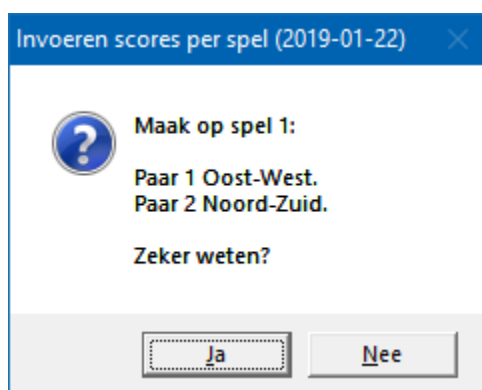 Invoeren scores per spel (2019-01-22)
Maak op spel 1:
Paar 1 Oost-West.
Paar 2 Noord-Zuid.
Zeker weten?
Ja
Nee